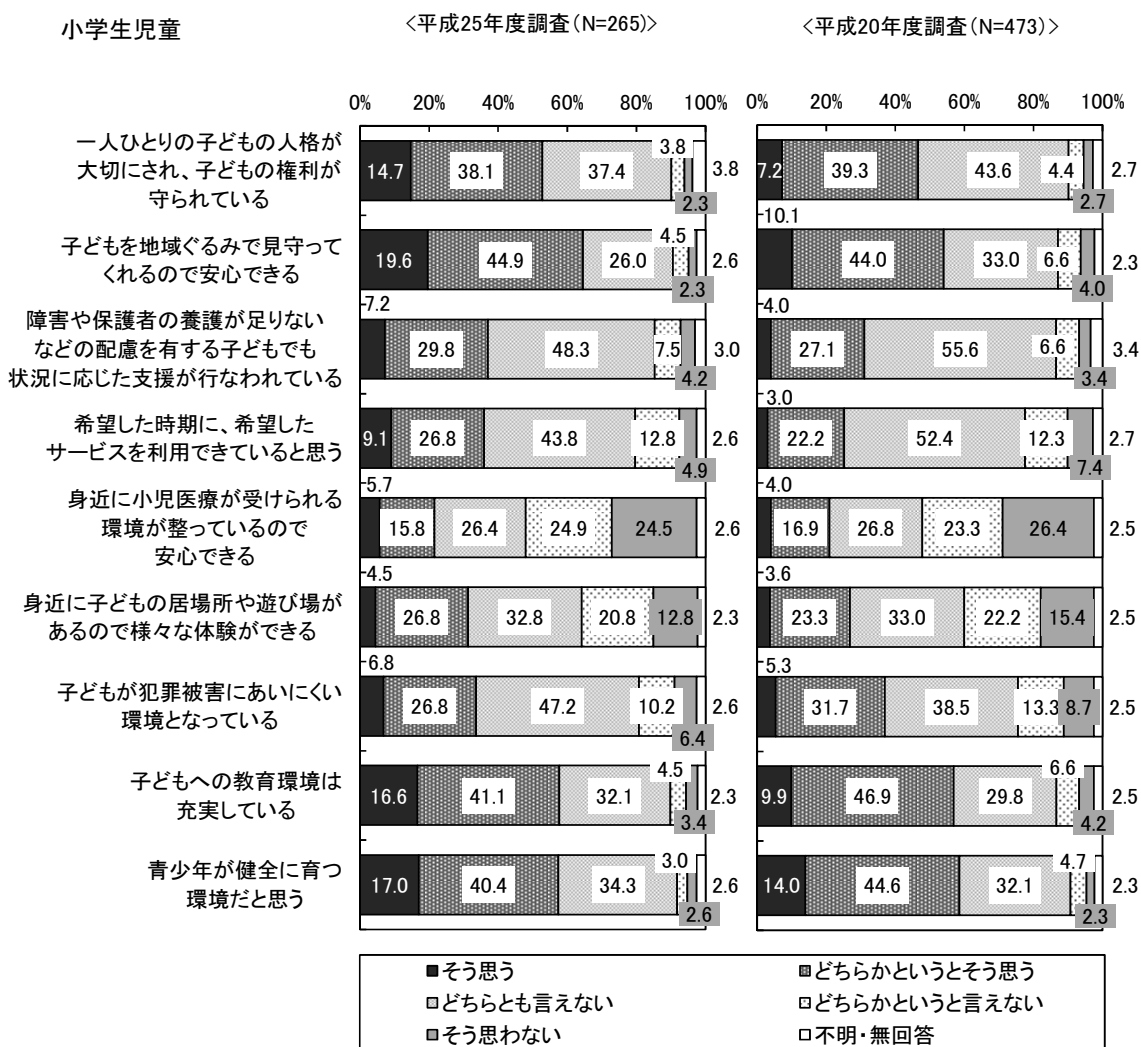 小学生児童
<平成25年度調査(N=265)>
<平成20年度調査(N=473)>
0% 20% 40% 60% 80% 100%
0% 20% 40% 60% 80% 100%
一人ひとりの子どもの人格が
大切にされ、子どもの権利が
守られている
14.7 38.1 37.4 3.8 2.3 3.8
7.2 39.3 43.6 4.4 2.7 2.7
子どもを地域ぐるみで見守って
くれるので安心できる
19.6 44.9 26.0 4.5 2.3 2.6
10.1 44.0 33.0 6.6 4.0 2.3
障害や保護者の養護が足りない
などの配慮を有する子どもでも
状況に応じた支援が行なわれている
7.2 29.8 48.3 7.5 4.2 3.0
4.0 27.1 55.6 6.6 3.4 3.4
希望した時期に、希望した
サービスを利用できていると思う
9.1 26.8 43.8 12.8 4.9 2.6
3.0 22.2 52.4 12.3 7.4 2.7
身近に小児医療が受けられる
環境が整っているので
安心できる
5.7 15.8 26.4 24.9 24.5 2.6
4.0 16.9 26.8 23.3 26.4 2.5
身近に子どもの居場所や遊び場が
あるので様々な体験ができる
4.5 26.8 32.8 20.8 12.8 2.3
3.6 23.3 33.0 22.2 15.4 2.5
子どもが犯罪被害にあいにくい
環境となっている
6.8 26.8 47.2 10.2 6.4 2.6
5.3 31.7 38.5 13.3 8.7 2.5
子どもへの教育環境は
充実している
16.6 41.1 32.1 4.5 3.4 2.3
9.9 46.9 29.8 6.6 4.2 2.5
青少年が健全に育つ
環境だと思う
17.0 40.4 34.3 3.0 2.6 2.6
14.0 44.6 32.1 4.7 2.3 2.3
そう思う
どちらかというとそう思う
どちらとも言えない
どちらかというと言えない
そう思わない
不明・無回答